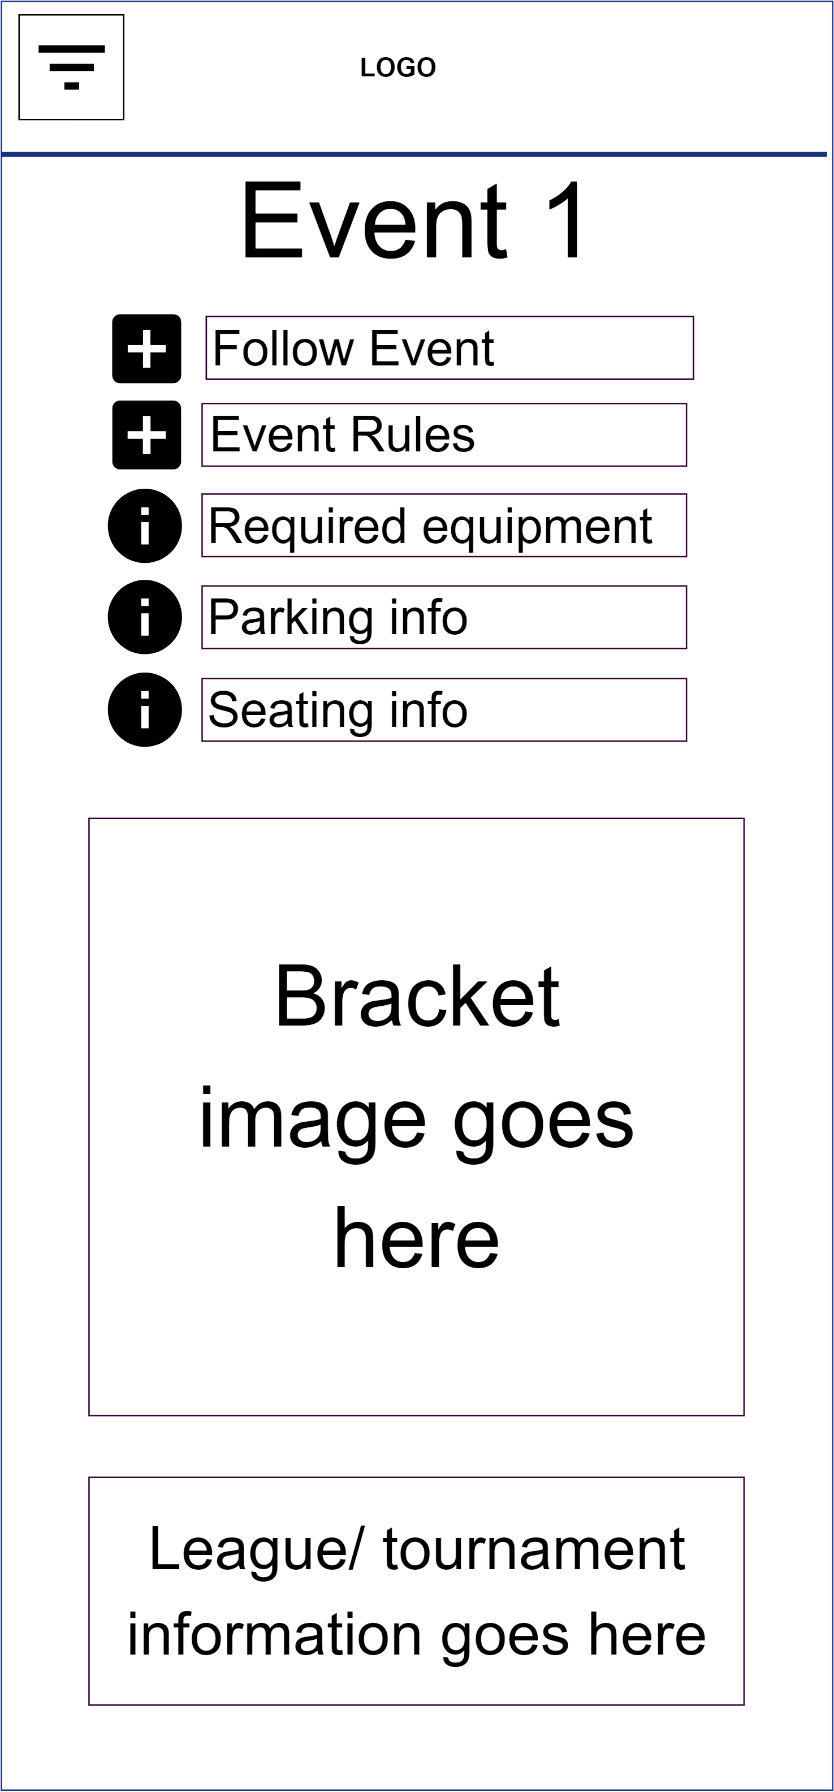 LOGO
Event 1
Follow Event
Event Rules
Required equipment
Parking info
Seating info
Bracket
image goes
here
League/ tournament
information goes here